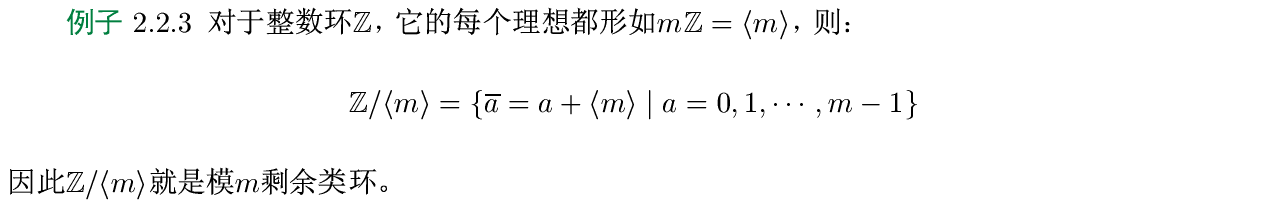 例子 2.2.3 对于整数环ℤ，它的每个理想都形如mℤ = ⟨m⟩，则：
ℤ/⟨m⟩ = {a̅ = a + ⟨m⟩ | a = 0, 1, ⋯ , m − 1}
因此ℤ/⟨m⟩就是模m剩余类环。